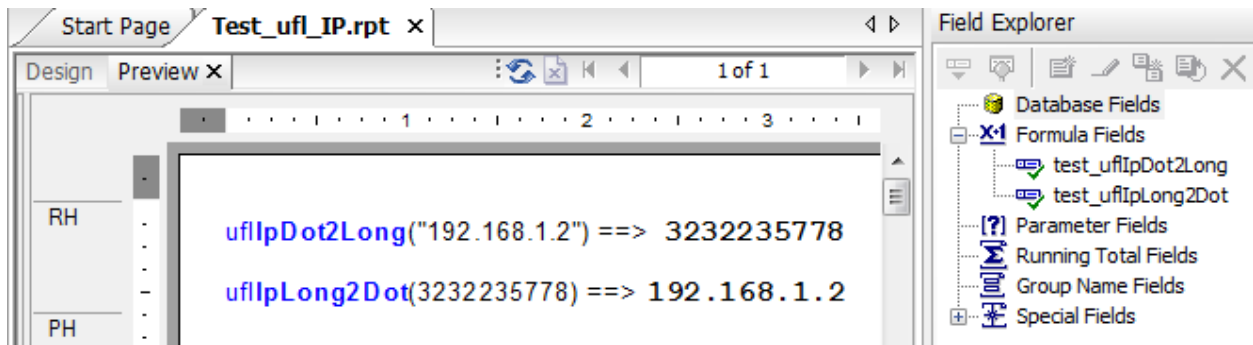 Start Page Test_ufl_IP.rpt ×
Design Preview × 1 of 1
1 2 3
RH
uflIpDot2Long("192.168.1.2") ==> 3232235778
uflIpLong2Dot(3232235778) ==> 192.168.1.2
PH
Field Explorer
Database Fields
X+1 Formula Fields
test_uflIpDot2Long
test_uflIpLong2Dot
[?] Parameter Fields
Running Total Fields
Group Name Fields
Special Fields